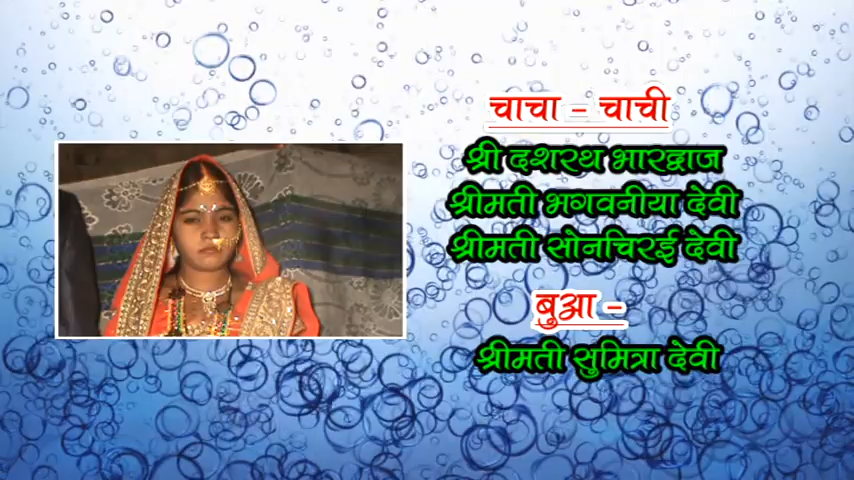 चाचा - चाची
श्री दशरथ भारद्वाज
श्रीमती भगवनीया देवी
श्रीमती सोनचिरई देवी
बुआ -
श्रीमती सुमित्रा देवी